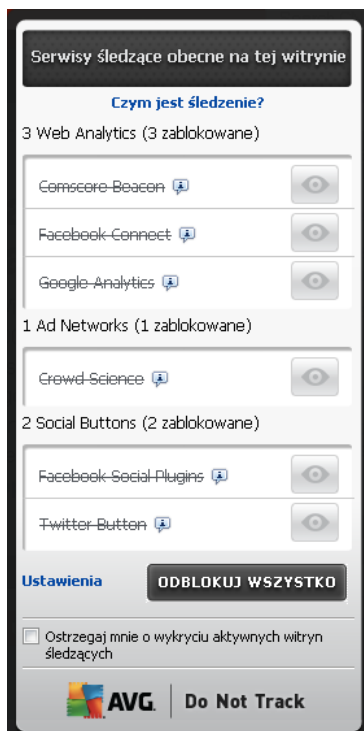 Serwisy śledzące obecne na tej witrynie
Czym jest śledzenie?
3 Web Analytics (3 zablokowane)
Comscore Beacon
Facebook Connect
Google Analytics
1 Ad Networks (1 zablokowane)
Crowd Science
2 Social Buttons (2 zablokowane)
Facebook Social Plugins
Twitter Button
Ustawienia
ODBLOKUJ WSZYSTKO
Ostrzegaj mnie o wykryciu aktywnych witryn
śledzących
AVG. Do Not Track